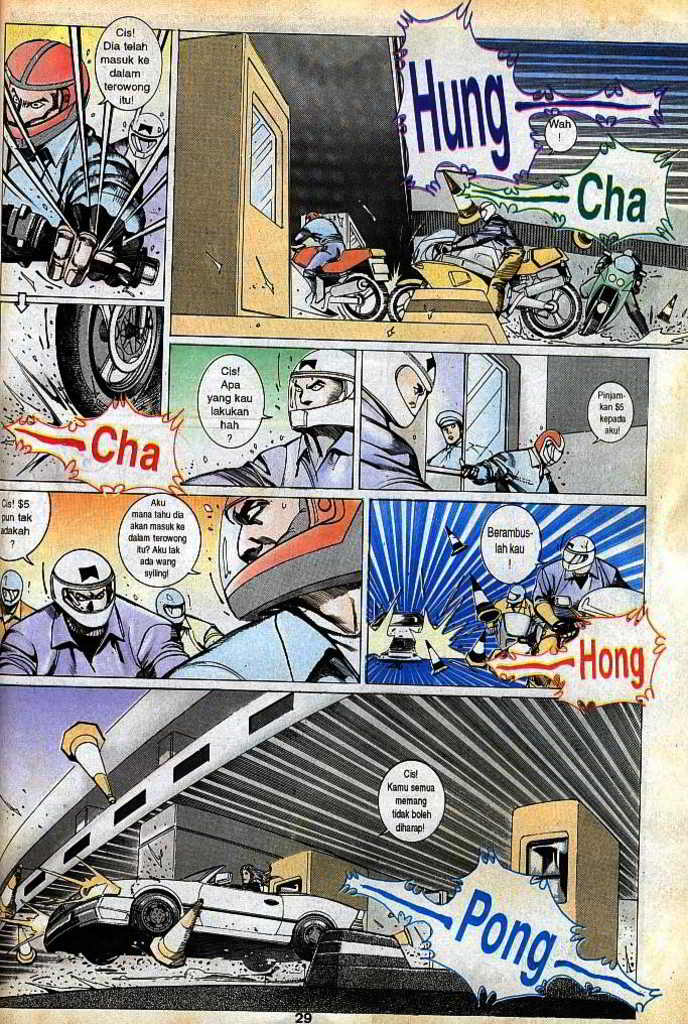 Cis!
Dia telah
masuk ke
dalam
terowong
itu!
Hung
Wah
!
Cha
Cha
Cis!
Apa
yang kau
lakukan
hah
?
Pinjam-
kan $5
kepada
aku.
Cis! $5
pun tak
adakah
?
Aku
mana tahu dia
akan masuk ke
dalam terowong
itu? Aku tak
ada wang
syiling!
Berambus-
lah kau
!
Hong
Cis!
Kamu semua
memang
tidak boleh
diharap!
Pong
29